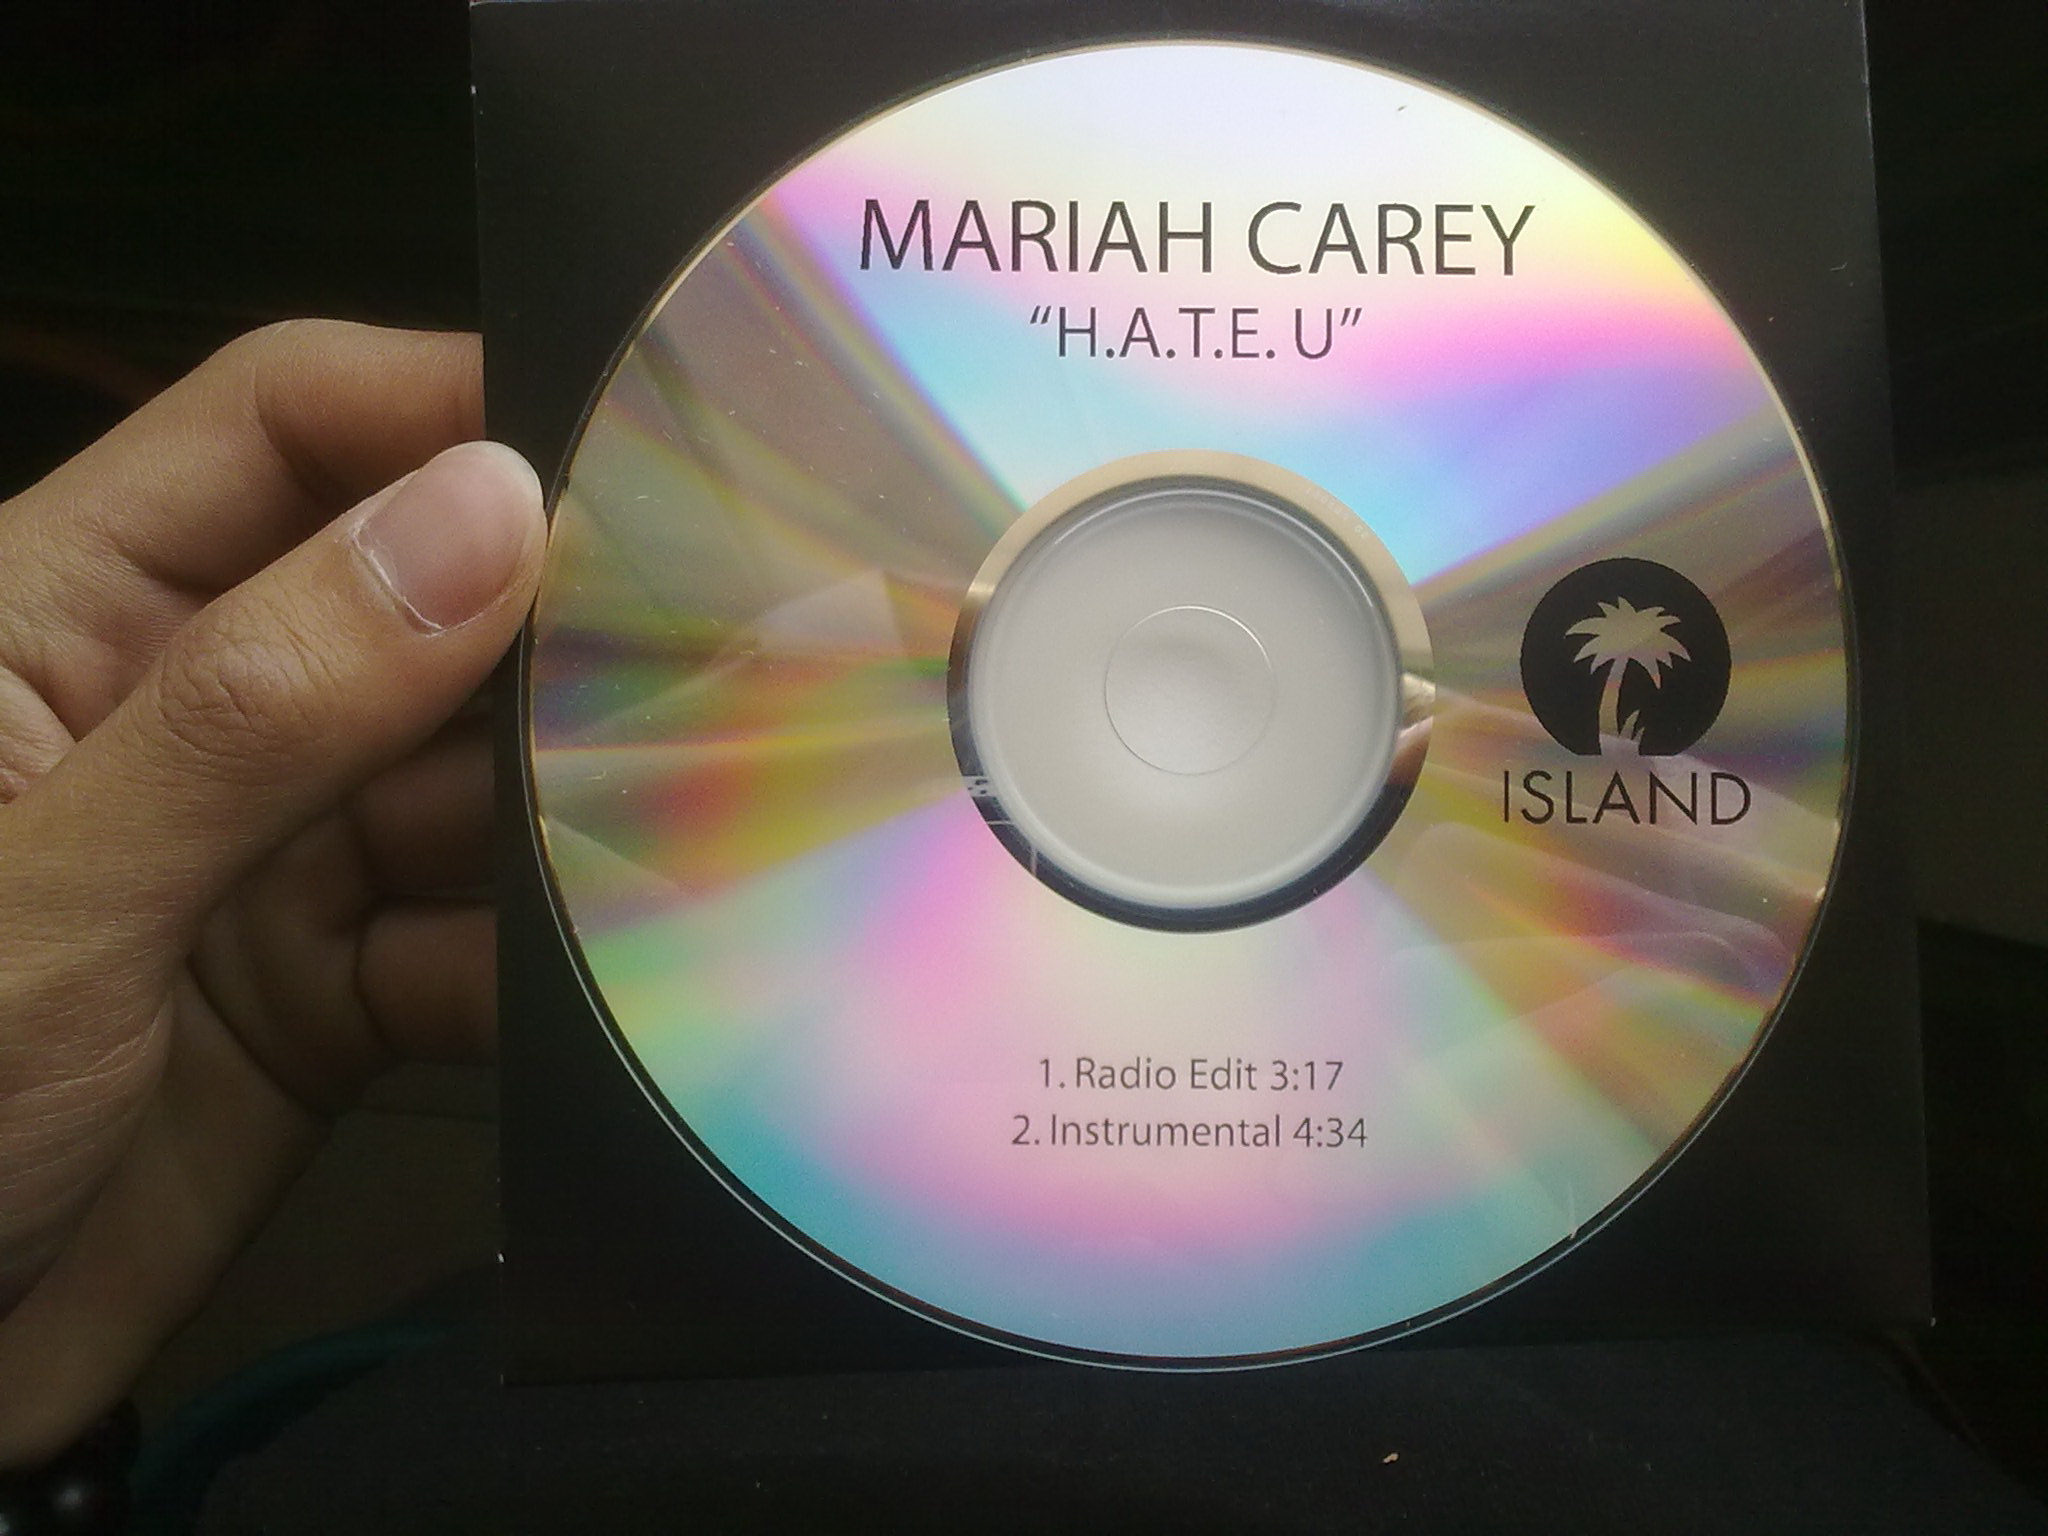 MARIAH CAREY
“H.A.T.E. U”
ISLAND
1. Radio Edit 3:17
2. Instrumental 4:34